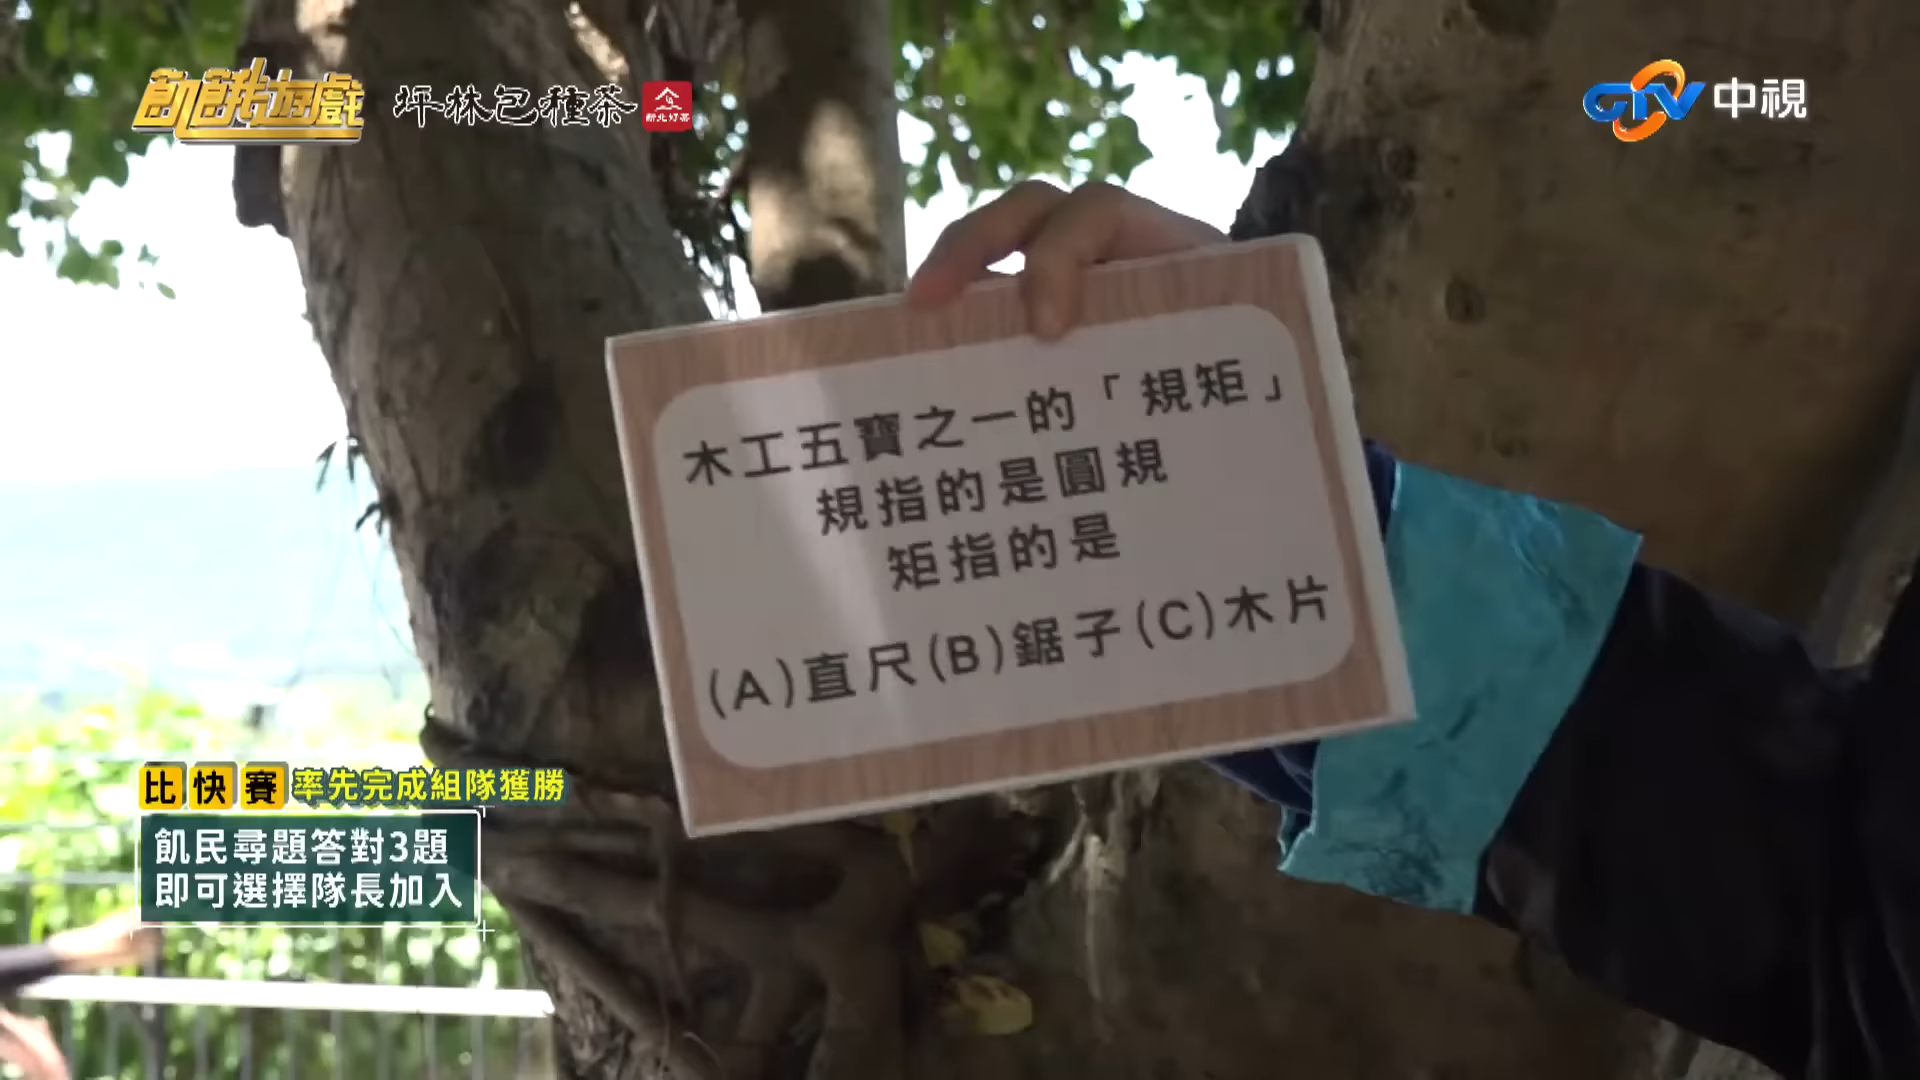 飢餓遊戲
坪林包種茶
新北好茶
CTV中視
木工五寶之一的「規矩」
規指的是圓規
矩指的是
(A)直尺(B)鋸子(C)木片
比快賽 率先完成組隊獲勝
飢民尋題答對3題
即可選擇隊長加入